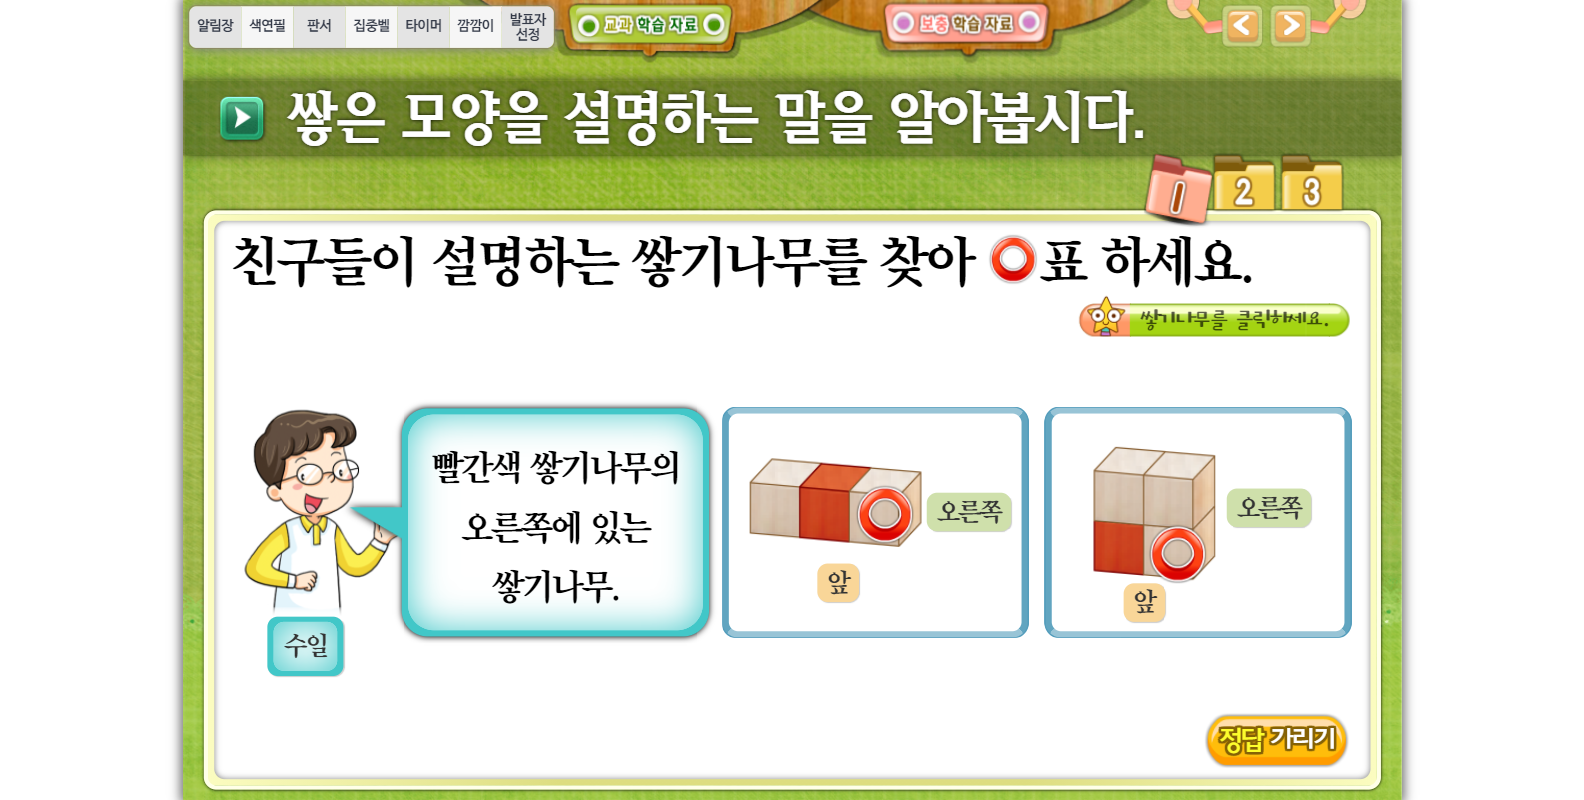 알림장 색연필 판서 집중벨 타이머 깜깜이 발표자 선정
교과 학습 자료
보충 학습 자료
쌓은 모양을 설명하는 말을 알아봅시다.
1 2 3
친구들이 설명하는 쌓기나무를 찾아 ○표 하세요.
쌓기나무를 클릭하세요.
빨간색 쌓기나무의
오른쪽에 있는
쌓기나무.
수일
오른쪽
앞
오른쪽
앞
정답 가리기